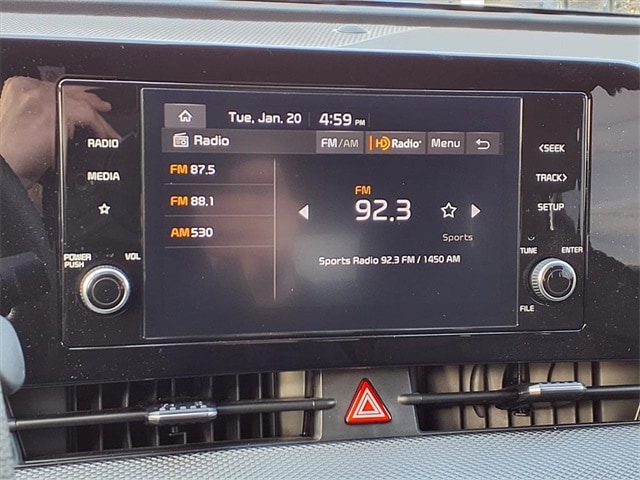 Tue, Jan. 20 4:59 PM
RADIO
Radio FM/AM HD Radio Menu
<SEEK
MEDIA
FM 87.5
TRACK>
FM 88.1
FM
92.3
SETUP
AM 530
Sports
POWER PUSH VOL
Sports Radio 92.3 FM / 1450 AM
TUNE ENTER
FILE